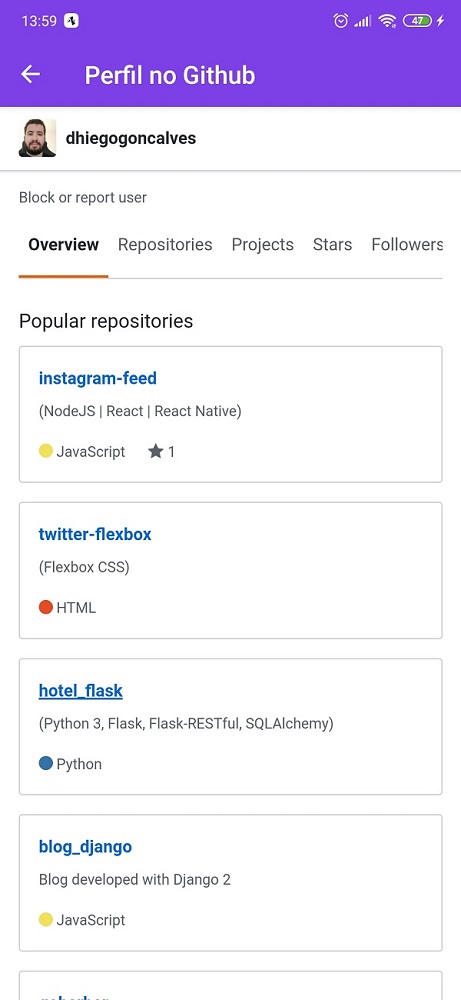 13:59
47
Perfil no Github
dhiegogoncalves
Block or report user
Overview Repositories Projects Stars Followers
Popular repositories
instagram-feed
(NodeJS | React | React Native)
JavaScript 1
twitter-flexbox
(Flexbox CSS)
HTML
hotel_flask
(Python 3, Flask, Flask-RESTful, SQLAlchemy)
Python
blog_django
Blog developed with Django 2
JavaScript